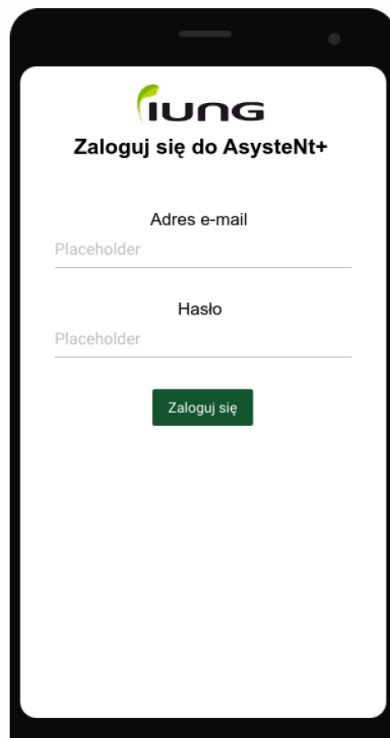 IUNG
Zaloguj się do AsysteNt+
Adres e-mail
Placeholder
Hasło
Placeholder
Zaloguj się